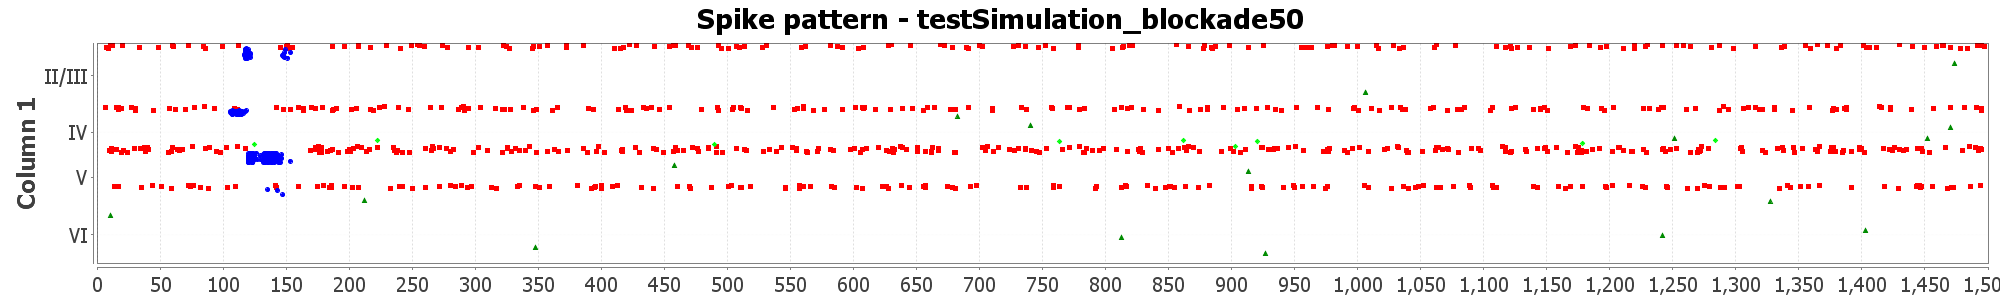 Spike pattern - testSimulation_blockade50
Column 1
II/III
IV
V
VI
0 50 100 150 200 250 300 350 400 450 500 550 600 650 700 750 800 850 900 950 1,000 1,050 1,100 1,150 1,200 1,250 1,300 1,350 1,400 1,450 1,50